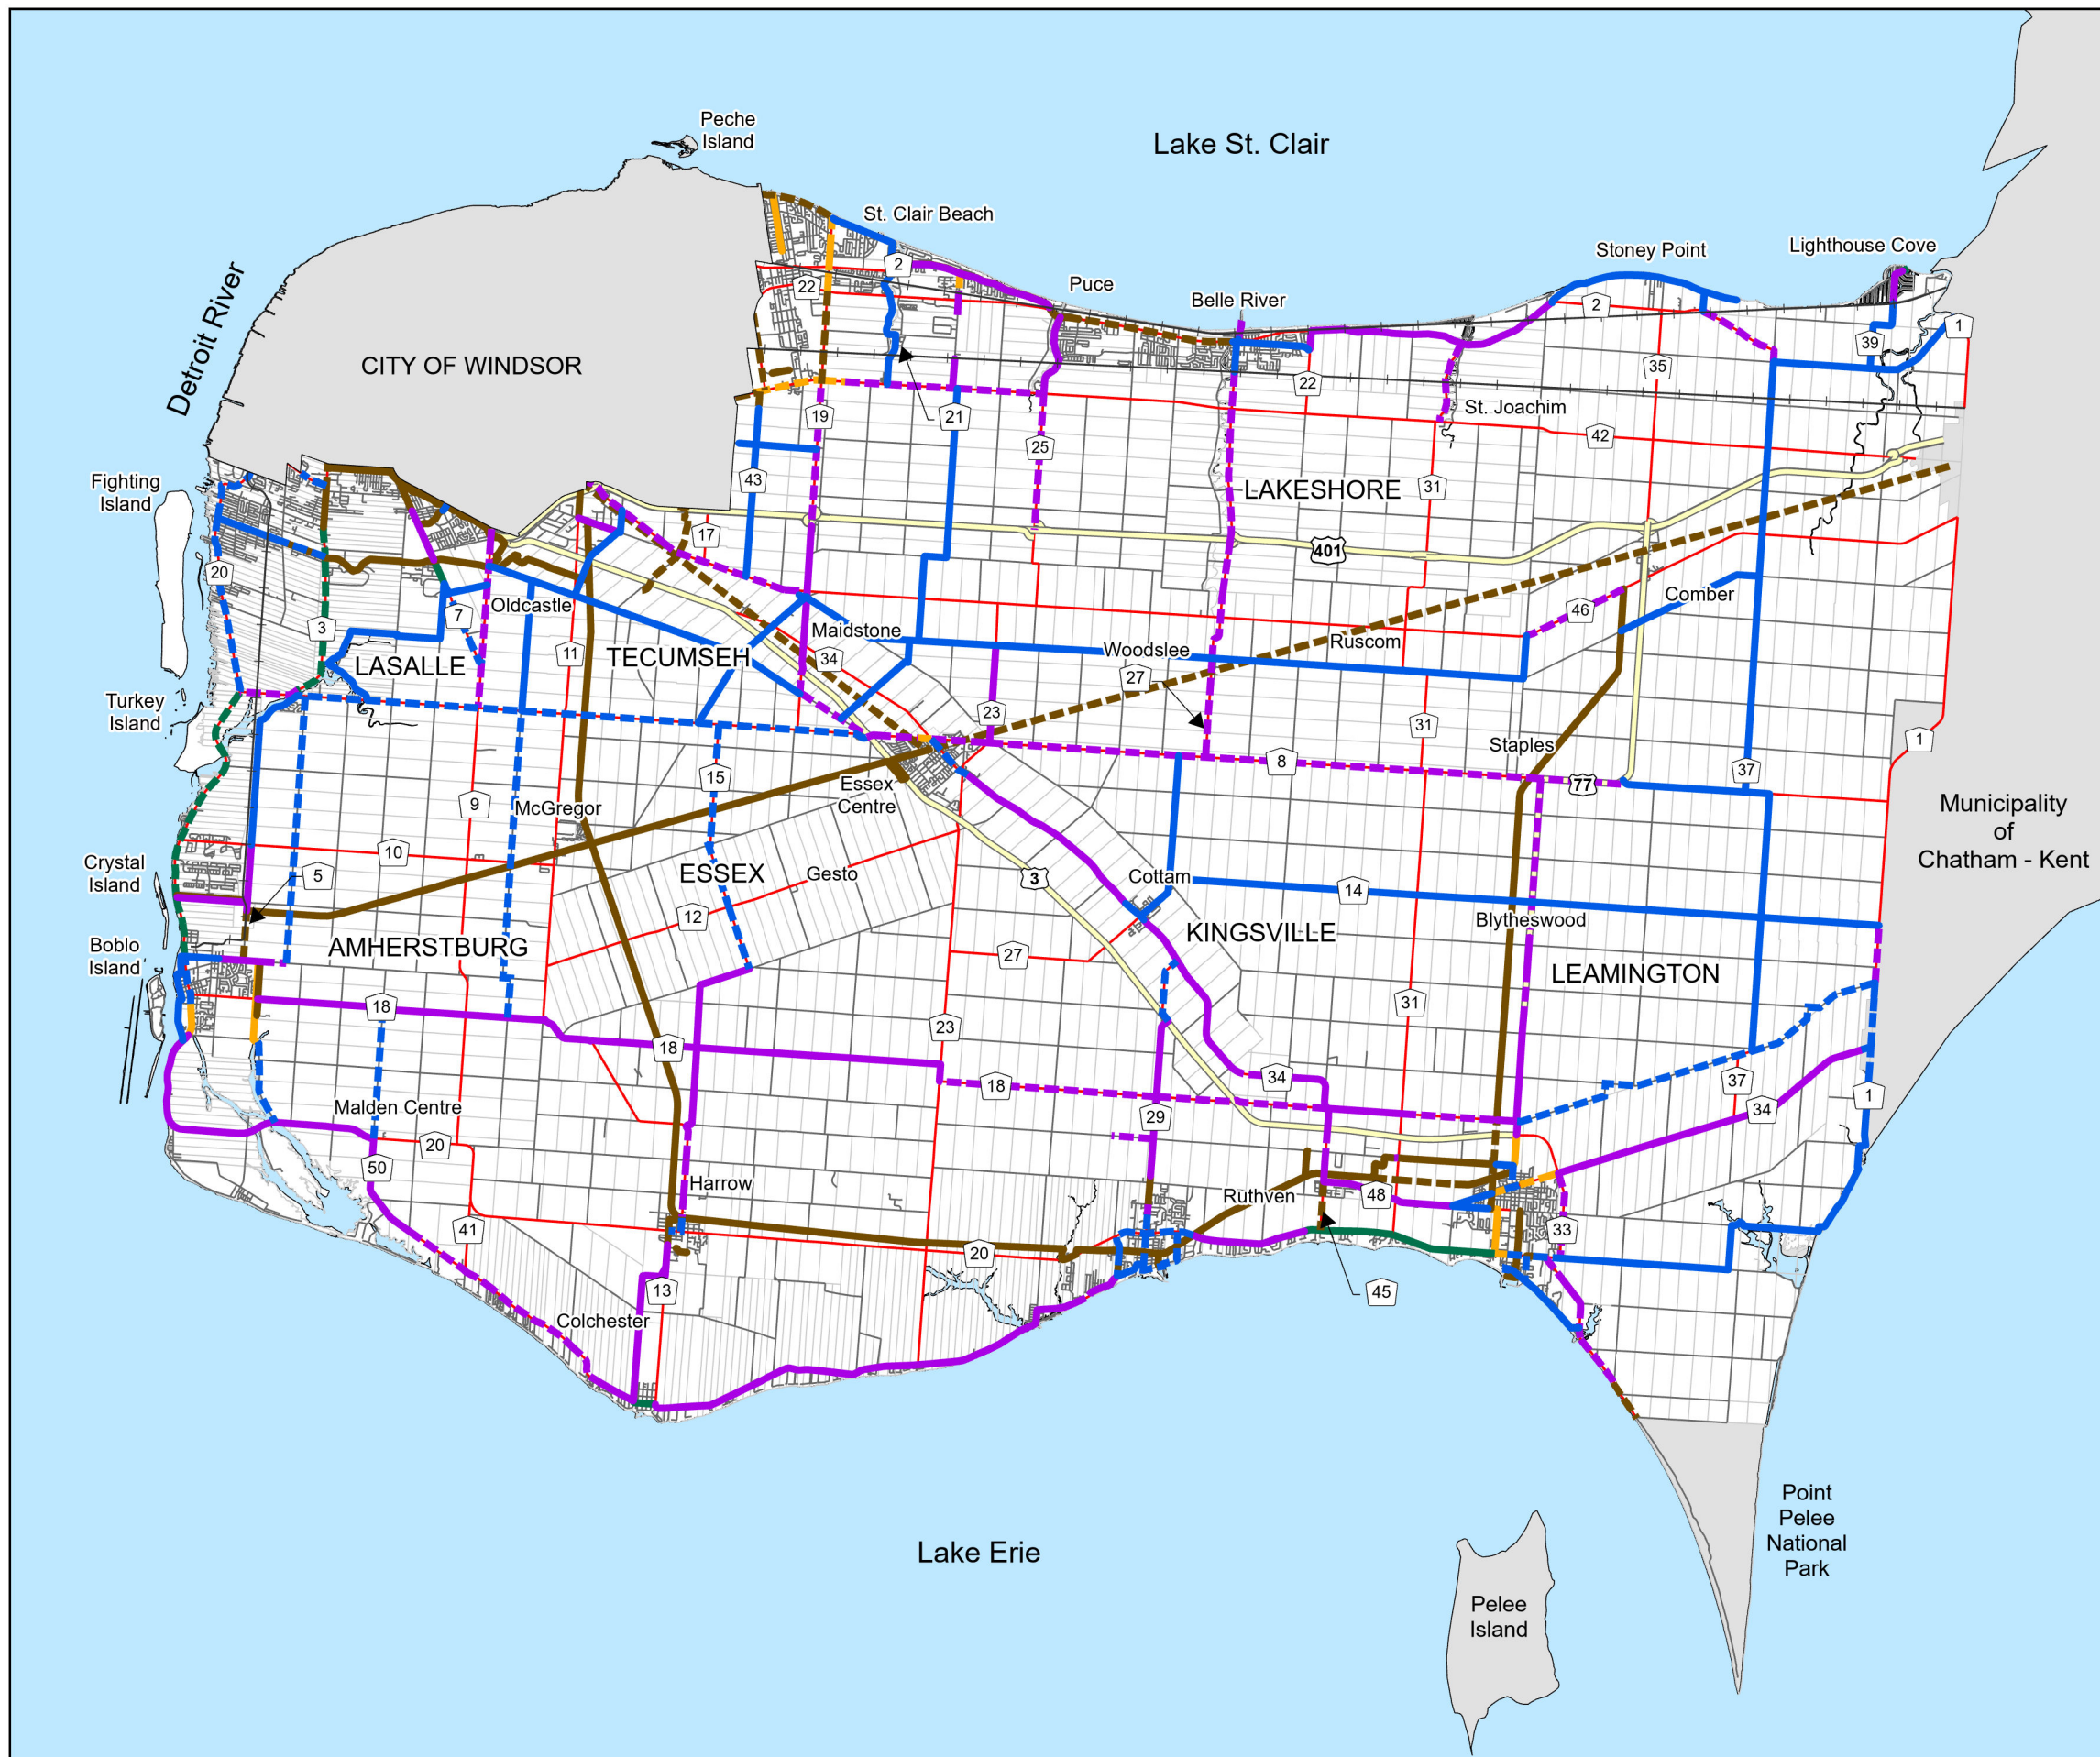 Peche
Island
Lake St. Clair
St. Clair Beach
Stoney Point
Lighthouse Cove
2
Puce
22
Belle River
2
1
Detroit River
CITY OF WINDSOR
39
35
22
St. Joachim
19
21
42
25
Fighting
Island
43
LAKESHORE
31
17
401
20
Comber
7
Oldcastle
46
3
Maidstone
11
TECUMSEH
34
Woodslee
Ruscom
LASALLE
27
Turkey
Island
23
31
1
Staples
8
37
15
77
Essex
Centre
9
McGregor
Municipality
of
Chatham - Kent
10
Crystal
Island
5
ESSEX
Gesto
3
Cottam
14
12
Blytheswood
AMHERSTBURG
KINGSVILLE
Boblo
Island
27
LEAMINGTON
18
31
23
18
34
37
18
1
Malden Centre
34
29
20
50
Harrow
Ruthven
48
41
33
20
13
45
Colchester
Point
Pelee
National
Park
Lake Erie
Pelee
Island